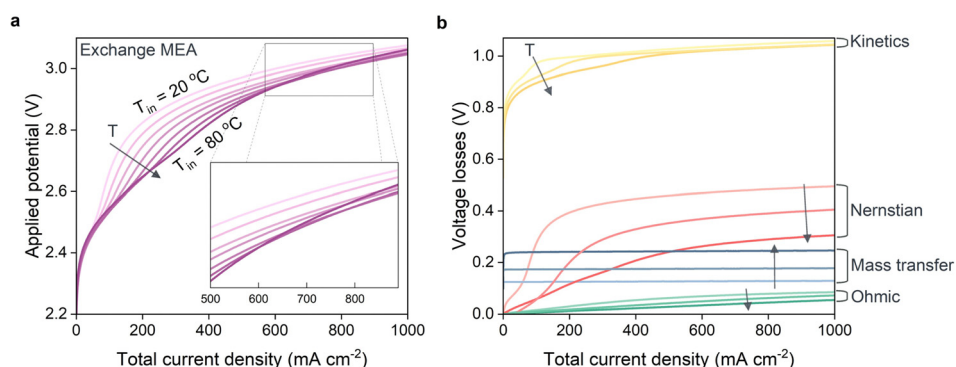 a
Exchange MEA
T_in = 20 °C
T
T_in = 80 °C
3.0
2.8
2.6
2.4
2.2
Applied potential (V)
500 600 700 800
0 200 400 600 800 1000
Total current density (mA cm⁻²)
b
T
1.0
0.8
0.6
0.4
0.2
0.0
Voltage losses (V)
Kinetics
Nernstian
Mass transfer
Ohmic
0 200 400 600 800 1000
Total current density (mA cm⁻²)